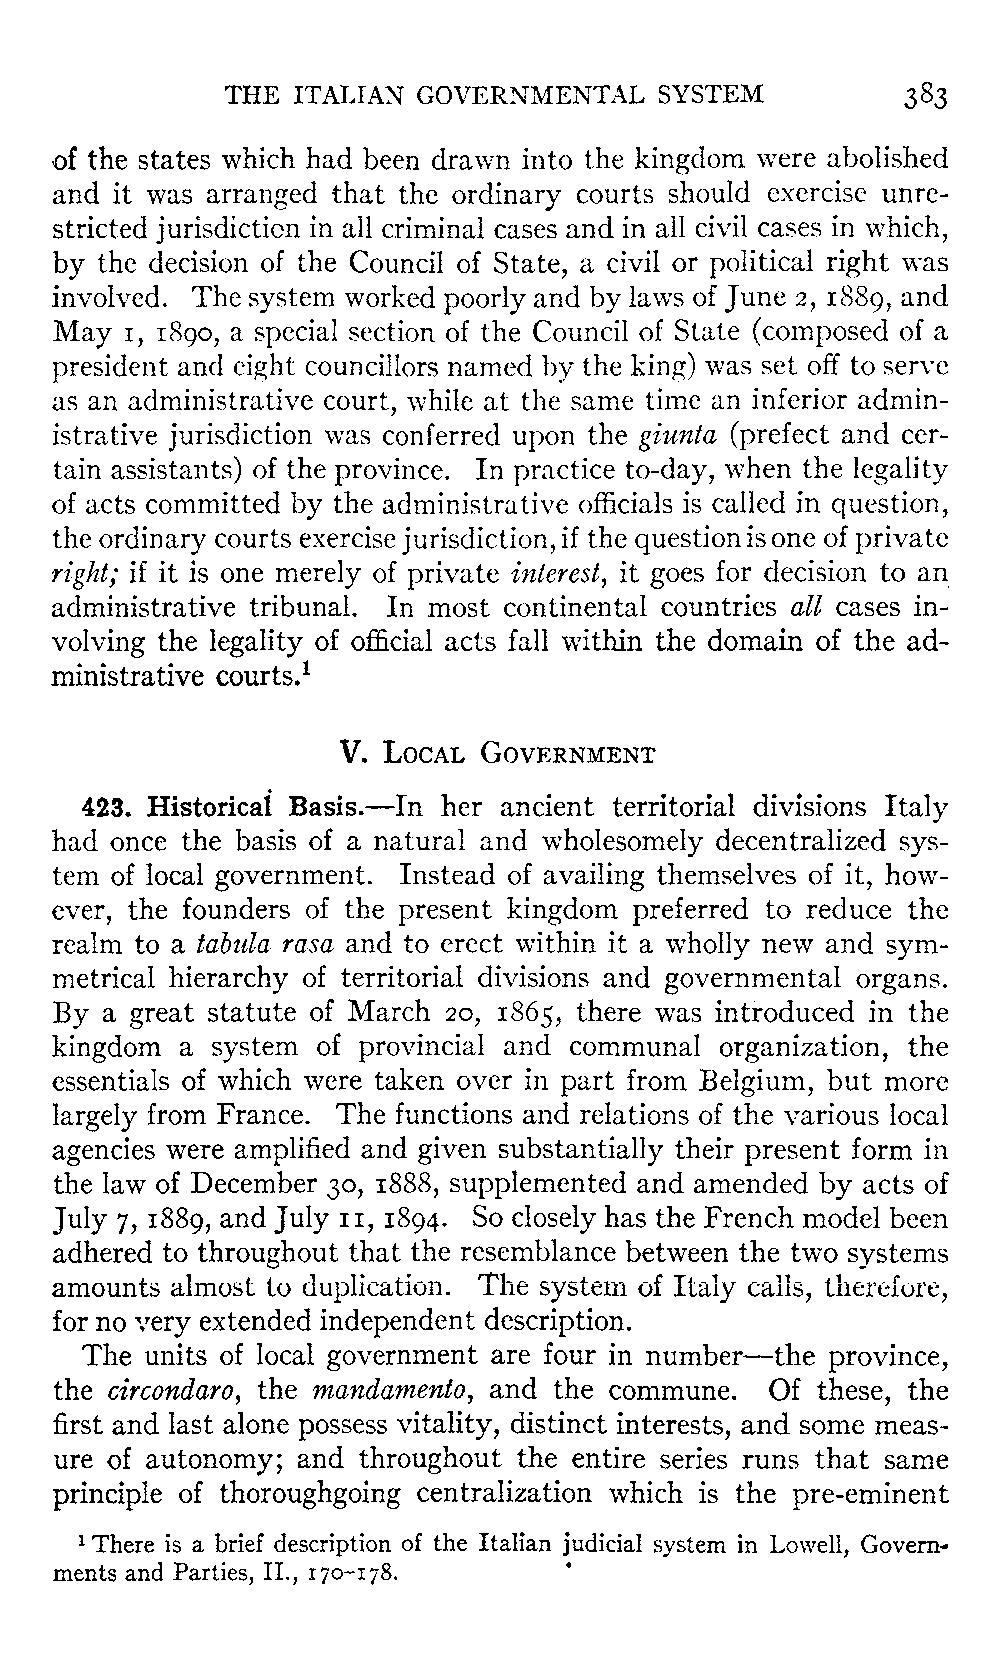 THE ITALIAN GOVERNMENTAL SYSTEM 383
of the states which had been drawn into the kingdom were abolished
and it was arranged that the ordinary courts should exercise unre-
stricted jurisdiction in all criminal cases and in all civil cases in which,
by the decision of the Council of State, a civil or political right was
involved. The system worked poorly and by laws of June 2, 1889, and
May 1, 1890, a special section of the Council of State (composed of a
president and eight councillors named by the king) was set off to serve
as an administrative court, while at the same time an inferior admin-
istrative jurisdiction was conferred upon the giunta (prefect and cer-
tain assistants) of the province. In practice to-day, when the legality
of acts committed by the administrative officials is called in question,
the ordinary courts exercise jurisdiction, if the question is one of private
right; if it is one merely of private interest, it goes for decision to an
administrative tribunal. In most continental countries all cases in-
volving the legality of official acts fall within the domain of the ad-
ministrative courts.¹
V. LOCAL GOVERNMENT
423. Historical Basis.—In her ancient territorial divisions Italy
had once the basis of a natural and wholesomely decentralized sys-
tem of local government. Instead of availing themselves of it, how-
ever, the founders of the present kingdom preferred to reduce the
realm to a tabula rasa and to erect within it a wholly new and sym-
metrical hierarchy of territorial divisions and governmental organs.
By a great statute of March 20, 1865, there was introduced in the
kingdom a system of provincial and communal organization, the
essentials of which were taken over in part from Belgium, but more
largely from France. The functions and relations of the various local
agencies were amplified and given substantially their present form in
the law of December 30, 1888, supplemented and amended by acts of
July 7, 1889, and July 11, 1894. So closely has the French model been
adhered to throughout that the resemblance between the two systems
amounts almost to duplication. The system of Italy calls, therefore,
for no very extended independent description.
The units of local government are four in number—the province,
the circondaro, the mandamento, and the commune. Of these, the
first and last alone possess vitality, distinct interests, and some meas-
ure of autonomy; and throughout the entire series runs that same
principle of thoroughgoing centralization which is the pre-eminent
¹ There is a brief description of the Italian judicial system in Lowell, Govern-
ments and Parties, II., 170-178.